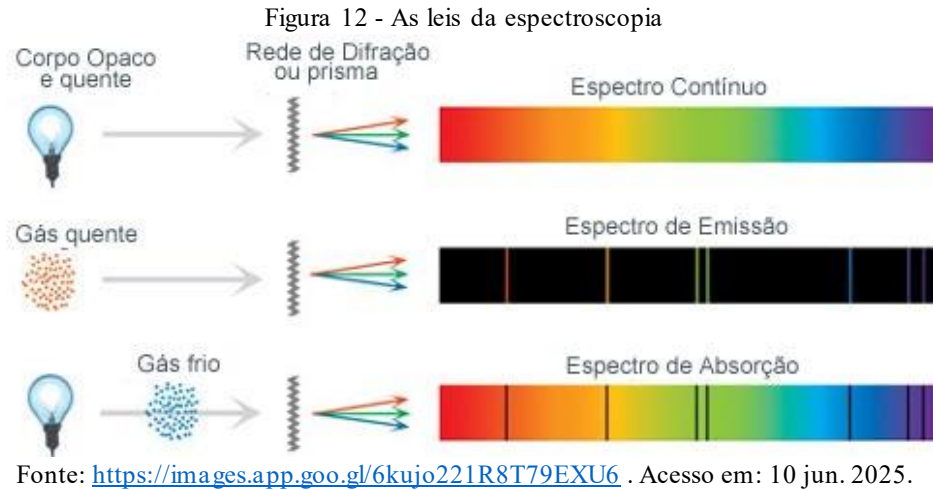 Figura 12 - As leis da espectroscopia
Corpo Opaco
e quente
Rede de Difração
ou prisma
Espectro Contínuo
Gás quente
Espectro de Emissão
Gás frio
Espectro de Absorção
Fonte: https://images.app.goo.gl/6kujo221R8T79EXU6 . Acesso em: 10 jun. 2025.